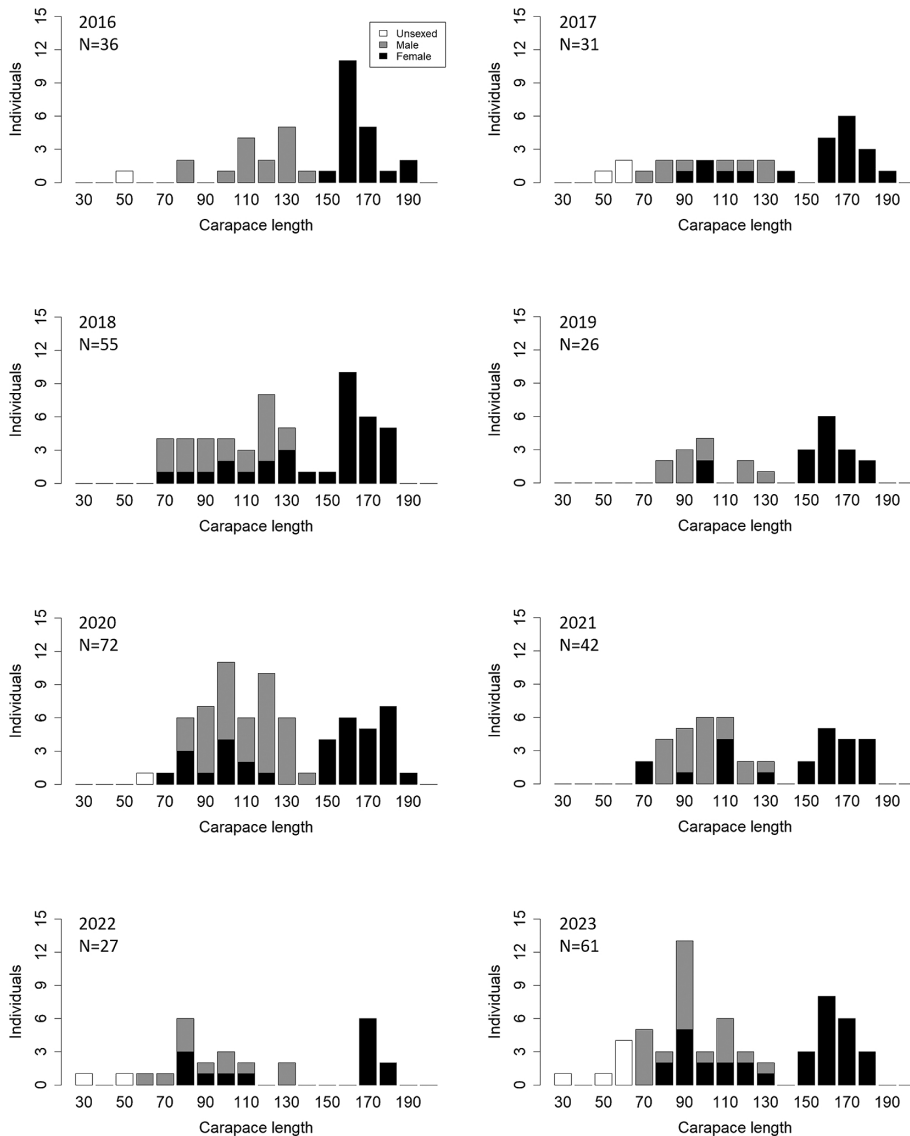 2016
N=36
Unsexed
Male
Female
Individuals
0 3 6 9 12 15
30 50 70 90 110 130 150 170 190
Carapace length
2017
N=31
Individuals
0 3 6 9 12 15
30 50 70 90 110 130 150 170 190
Carapace length
2018
N=55
Individuals
0 3 6 9 12 15
30 50 70 90 110 130 150 170 190
Carapace length
2019
N=26
Individuals
0 3 6 9 12 15
30 50 70 90 110 130 150 170 190
Carapace length
2020
N=72
Individuals
0 3 6 9 12 15
30 50 70 90 110 130 150 170 190
Carapace length
2021
N=42
Individuals
0 3 6 9 12 15
30 50 70 90 110 130 150 170 190
Carapace length
2022
N=27
Individuals
0 3 6 9 12 15
30 50 70 90 110 130 150 170 190
Carapace length
2023
N=61
Individuals
0 3 6 9 12 15
30 50 70 90 110 130 150 170 190
Carapace length